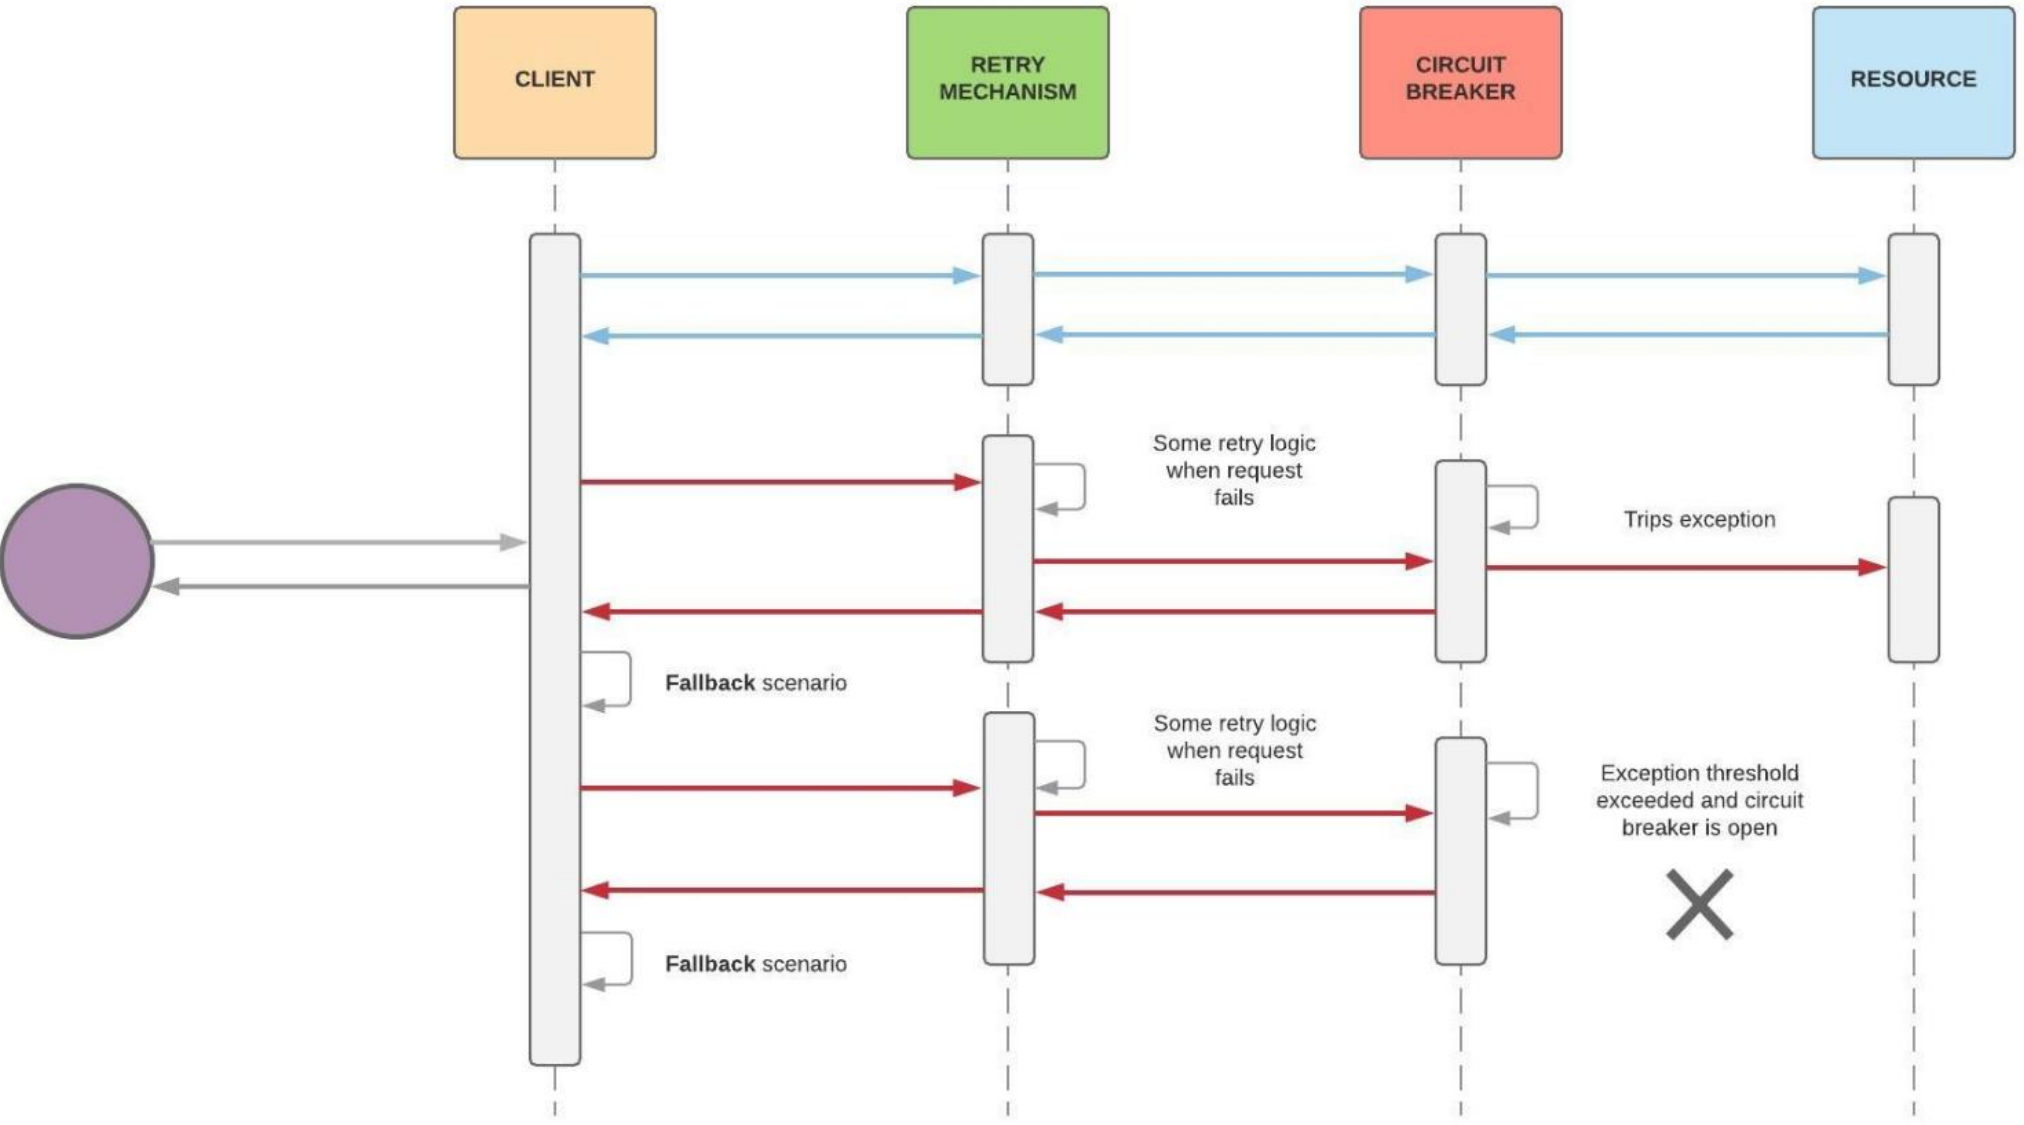 CLIENT
RETRY
MECHANISM
CIRCUIT
BREAKER
RESOURCE
Some retry logic
when request
fails
Trips exception
Fallback scenario
Some retry logic
when request
fails
Exception threshold
exceeded and circuit
breaker is open
Fallback scenario